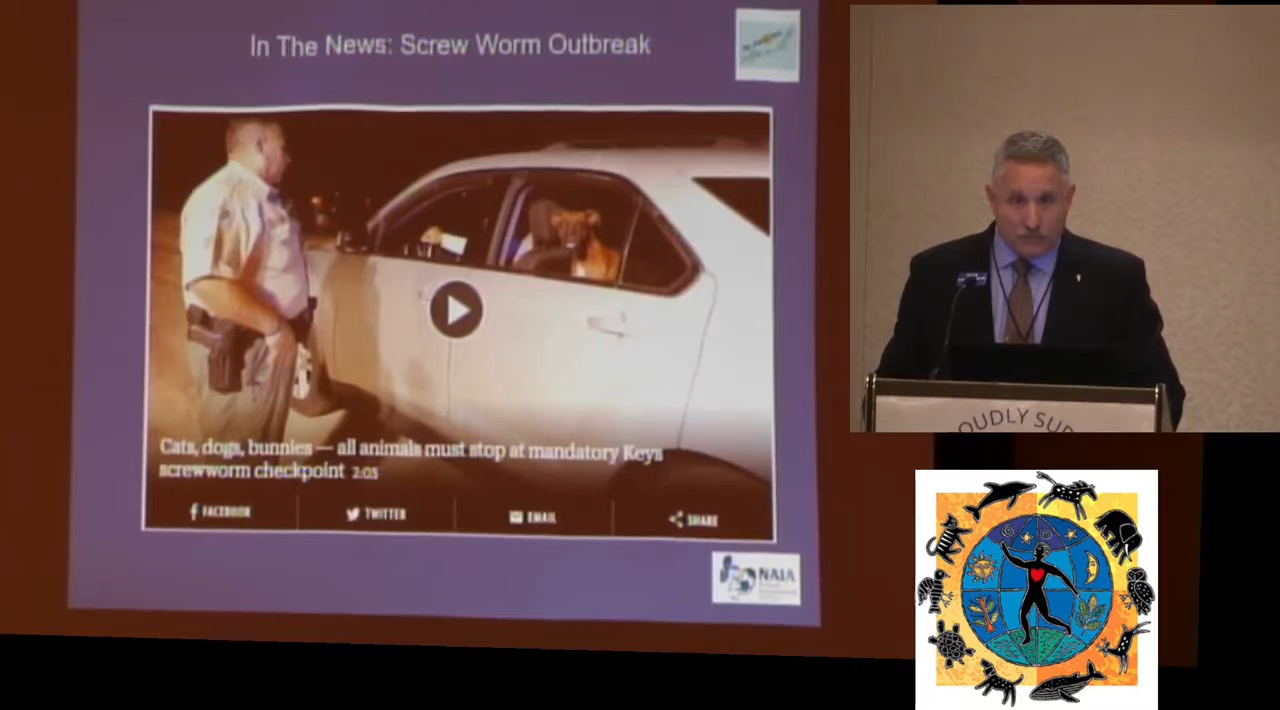 In The News: Screw Worm Outbreak
Cats, dogs, bunnies — all animals must stop at mandatory Keys
screwworm checkpoint 2:05
FACEBOOK
TWITTER
EMAIL
SHARE
NAIA
OUDLY SUP